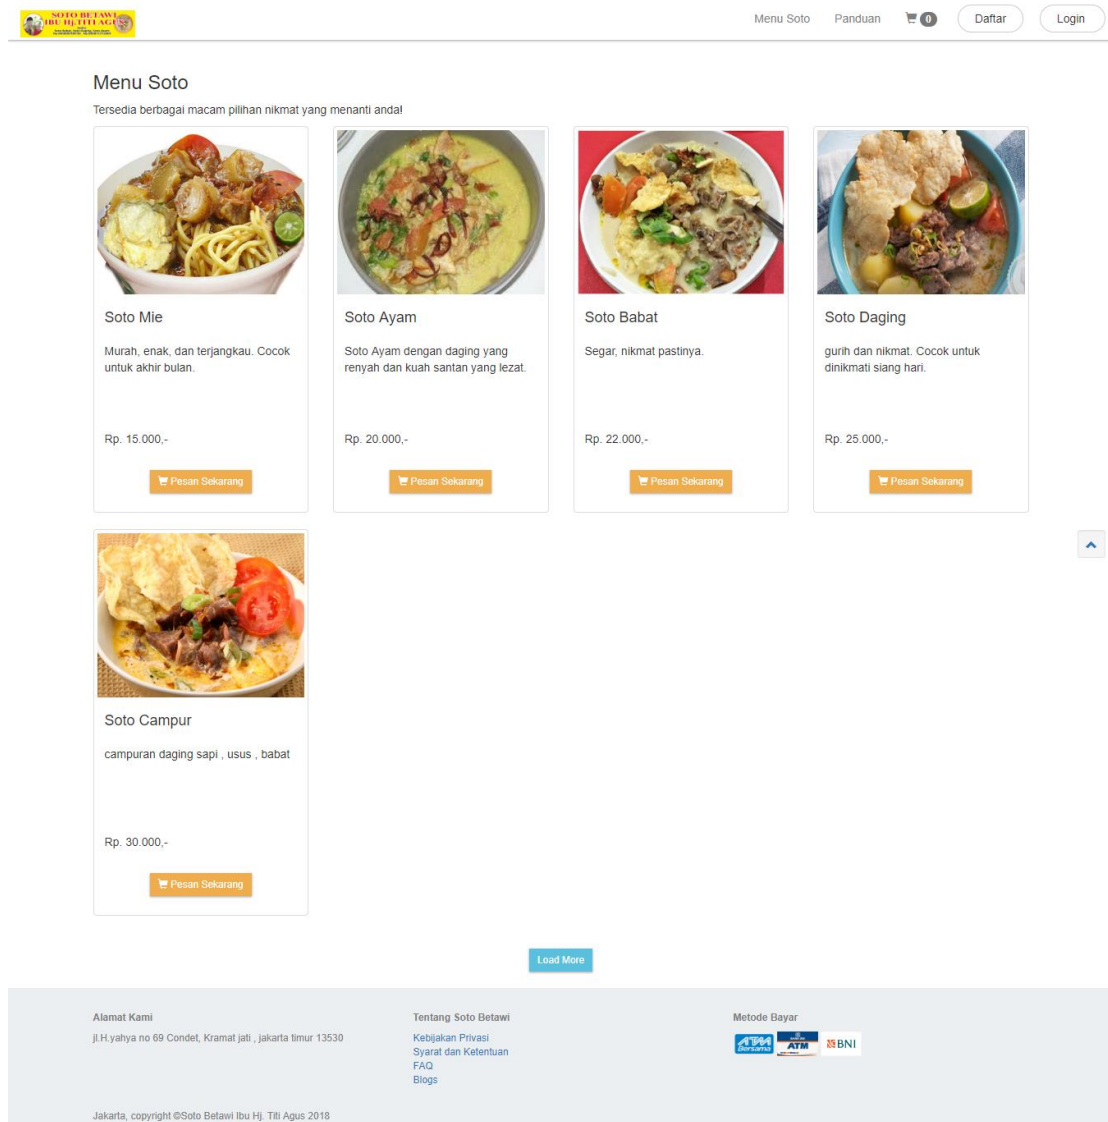 SOTO BETAWI
IBU Hj. TITI AGUS
Menu Soto Panduan 0 Daftar Login
Menu Soto
Tersedia berbagai macam pilihan nikmat yang menanti anda!
Soto Mie
Murah, enak, dan terjangkau. Cocok
untuk akhir bulan.
Rp. 15.000,-
Pesan Sekarang
Soto Ayam
Soto Ayam dengan daging yang
renyah dan kuah santan yang lezat.
Rp. 20.000,-
Pesan Sekarang
Soto Babat
Segar, nikmat pastinya.
Rp. 22.000,-
Pesan Sekarang
Soto Daging
gurih dan nikmat. Cocok untuk
dinikmati siang hari.
Rp. 25.000,-
Pesan Sekarang
Soto Campur
campuran daging sapi , usus , babat
Rp. 30.000,-
Pesan Sekarang
Load More
Alamat Kami
jl.H.yahya no 69 Condet, Kramat jati , jakarta timur 13530
Tentang Soto Betawi
Kebijakan Privasi
Syarat dan Ketentuan
FAQ
Blogs
Metode Bayar
ATM
Bersama
ATM
BNI
Jakarta, copyright ©Soto Betawi Ibu Hj. Titi Agus 2018